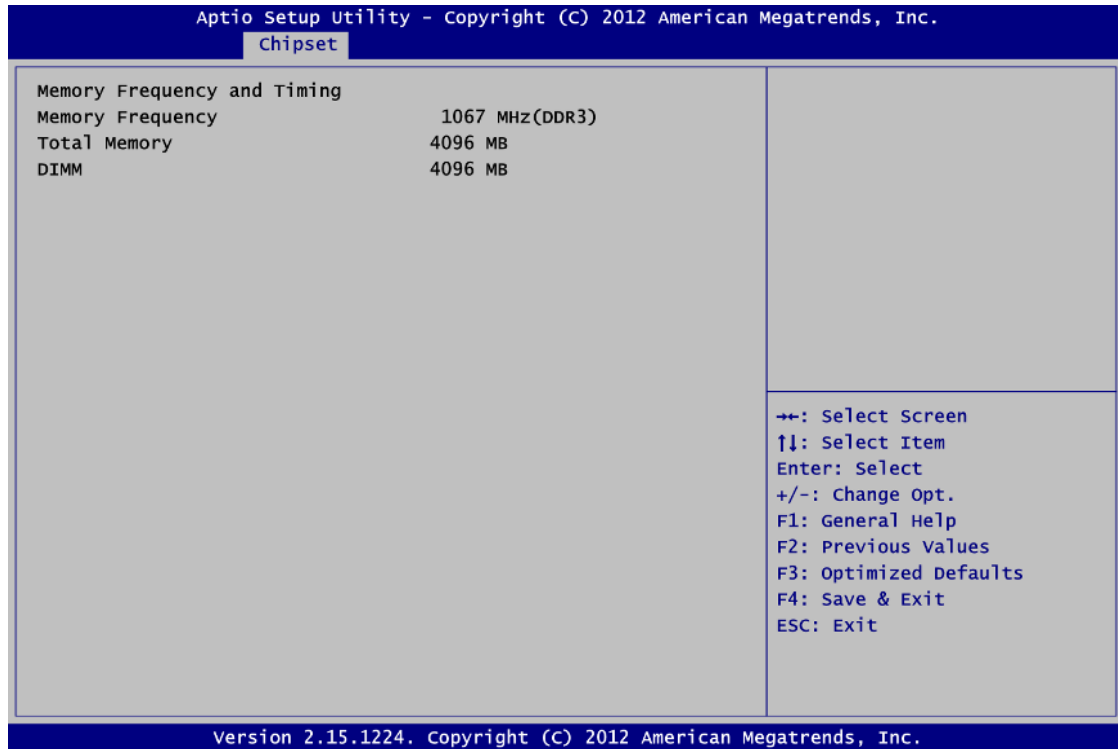 Aptio Setup Utility - Copyright (C) 2012 American Megatrends, Inc.
Chipset
Memory Frequency and Timing
Memory Frequency 1067 MHz(DDR3)
Total Memory 4096 MB
DIMM 4096 MB
→←: Select Screen
↑↓: Select Item
Enter: Select
+/-: Change Opt.
F1: General Help
F2: Previous Values
F3: Optimized Defaults
F4: Save & Exit
ESC: Exit
Version 2.15.1224. Copyright (C) 2012 American Megatrends, Inc.